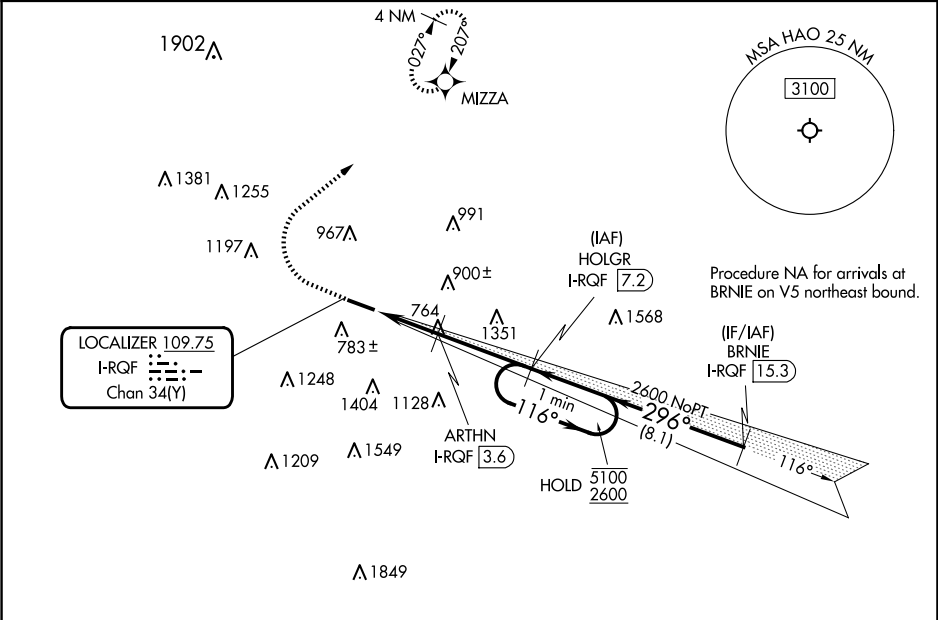 4 NM
027°
207°
MIZZA
1902
MSA HAO 25 NM
3100
1381
1255
1197
967
991
900±
(IAF)
HOLGR
I-RQF 7.2
Procedure NA for arrivals at
BRNIE on V5 northeast bound.
764
1351
1568
783±
LOCALIZER 109.75
I-RQF
Chan 34(Y)
(IF/IAF)
BRNIE
I-RQF 15.3
1248
1404
1128
1 min
116°
2600 NoPT
296°
(8.1)
116°
ARTHN
I-RQF 3.6
1209
1549
HOLD 5100
2600
1849